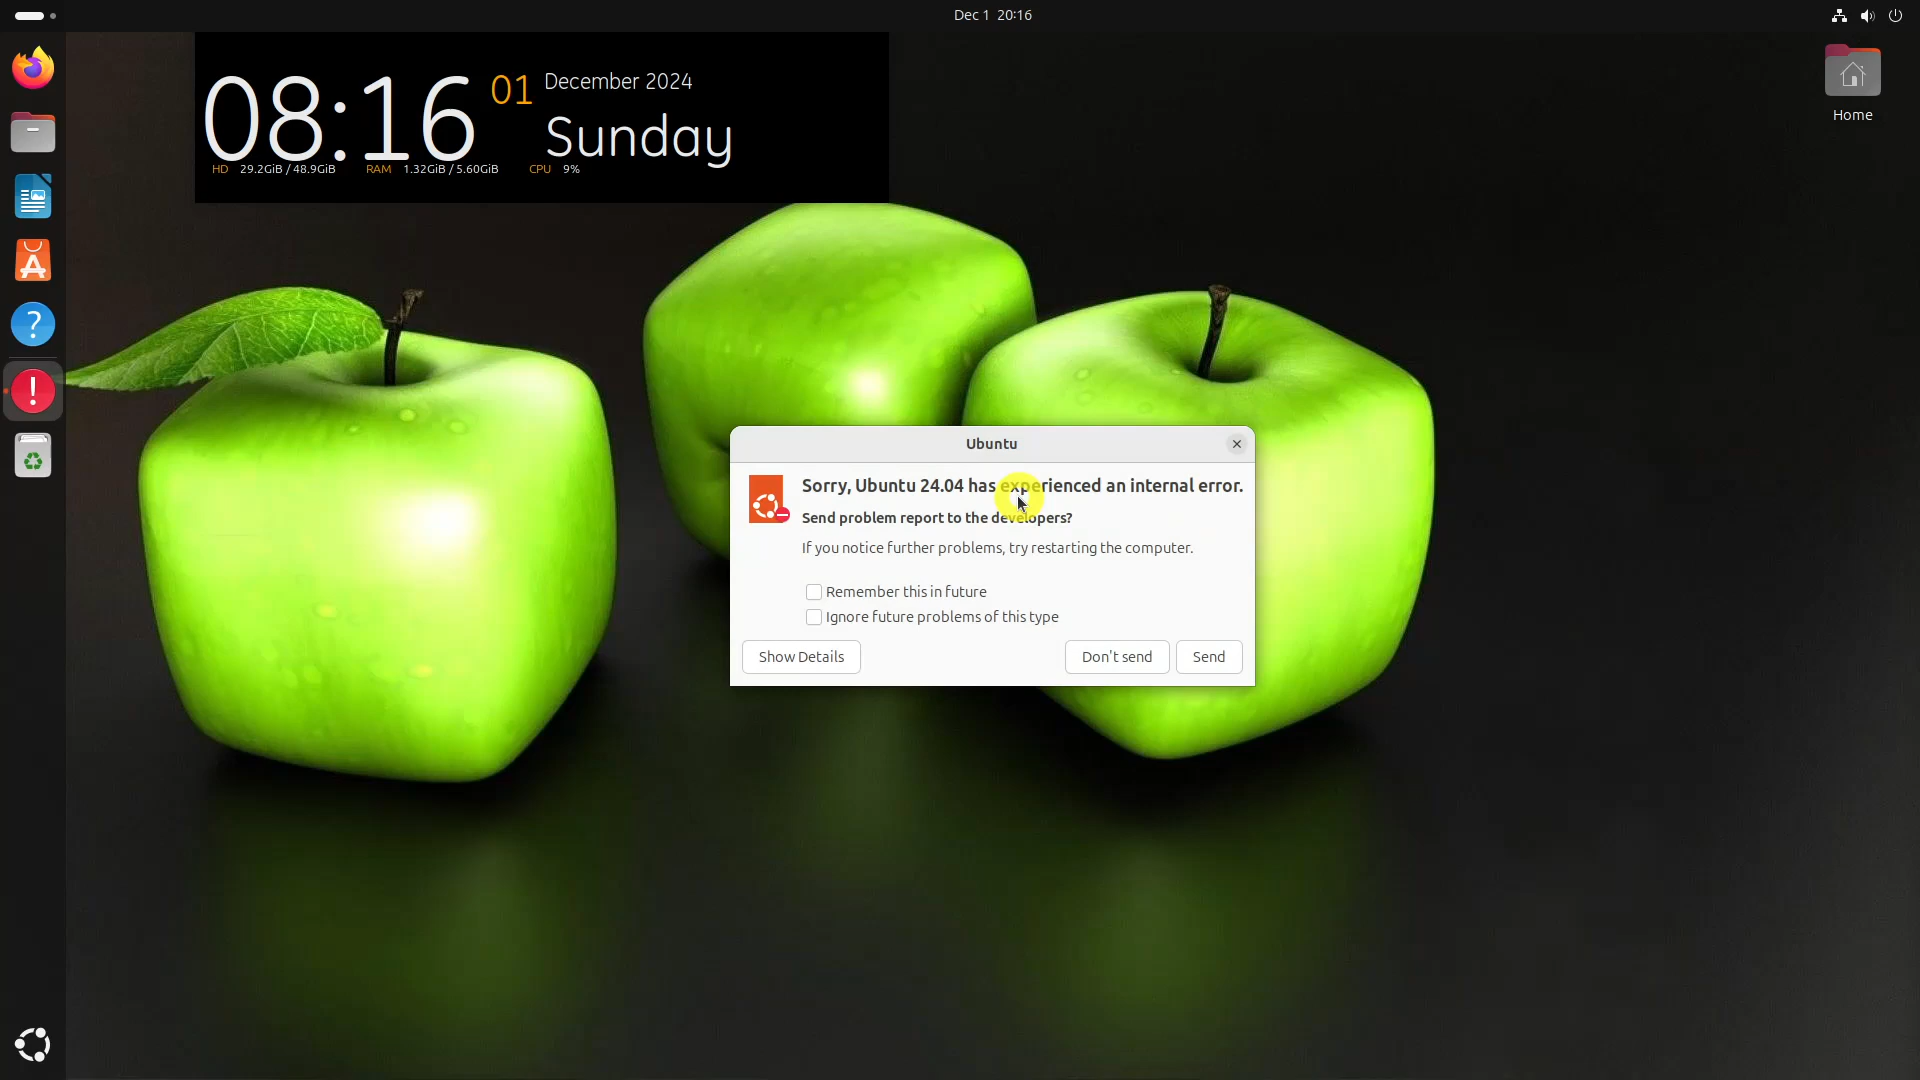 Dec 1 20:16
08:16 01 December 2024
Sunday
HD 29.2GiB / 48.9GiB RAM 1.32GiB / 5.60GiB CPU 9%
Home
Ubuntu
Sorry, Ubuntu 24.04 has experienced an internal error.
Send problem report to the developers?
If you notice further problems, try restarting the computer.
Remember this in future
Ignore future problems of this type
Show Details Don't send Send